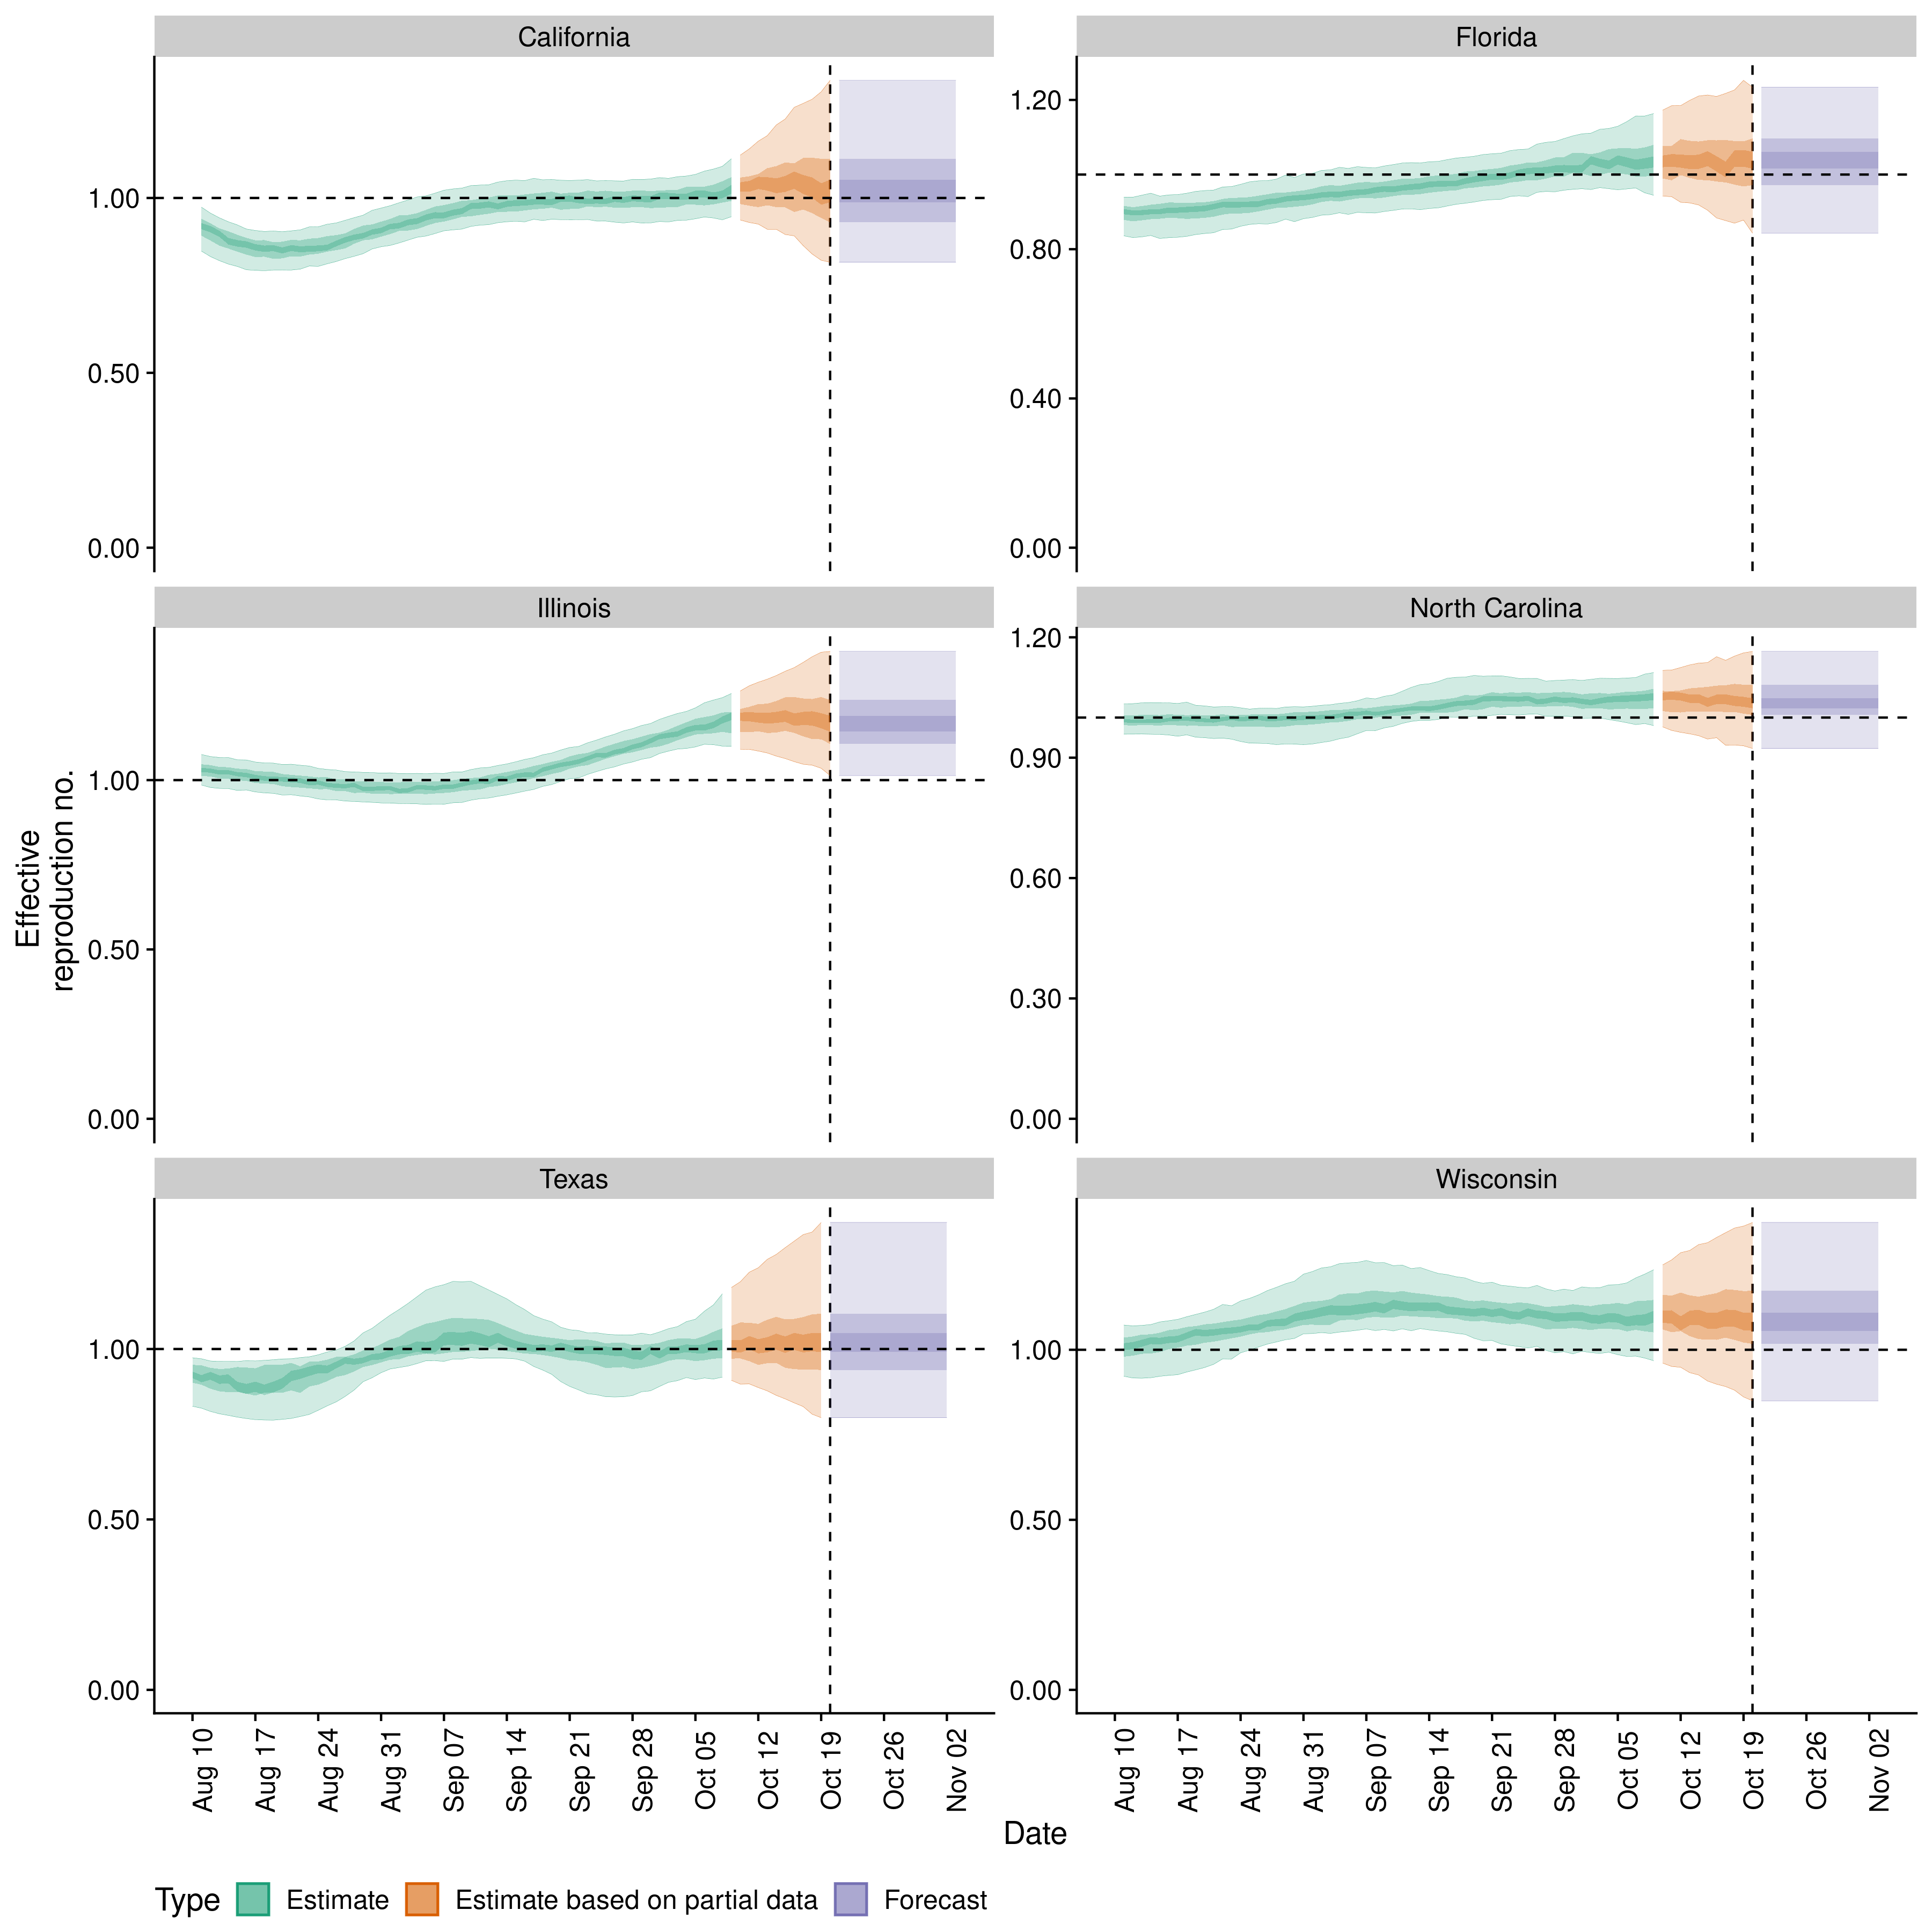 California
Florida
1.00
0.50
0.00
1.20
0.80
0.40
0.00
Illinois
North Carolina
1.00
0.50
0.00
1.20
0.90
0.60
0.30
0.00
Effective
reproduction no.
Texas
Wisconsin
1.00
0.50
0.00
1.00
0.50
0.00
Aug 10
Aug 17
Aug 24
Aug 31
Sep 07
Sep 14
Sep 21
Sep 28
Oct 05
Oct 12
Oct 19
Oct 26
Nov 02
Aug 10
Aug 17
Aug 24
Aug 31
Sep 07
Sep 14
Sep 21
Sep 28
Oct 05
Oct 12
Oct 19
Oct 26
Nov 02
Date
Type Estimate Estimate based on partial data Forecast